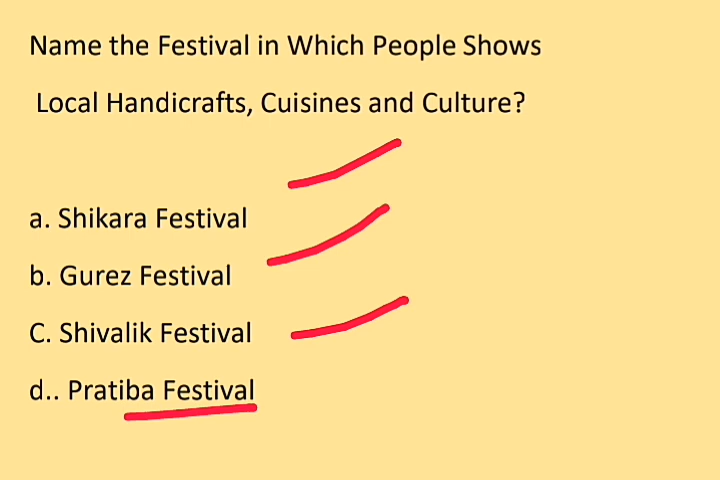 Name the Festival in Which People Shows
Local Handicrafts, Cuisines and Culture?
a. Shikara Festival
b. Gurez Festival
C. Shivalik Festival
d.. Pratiba Festival